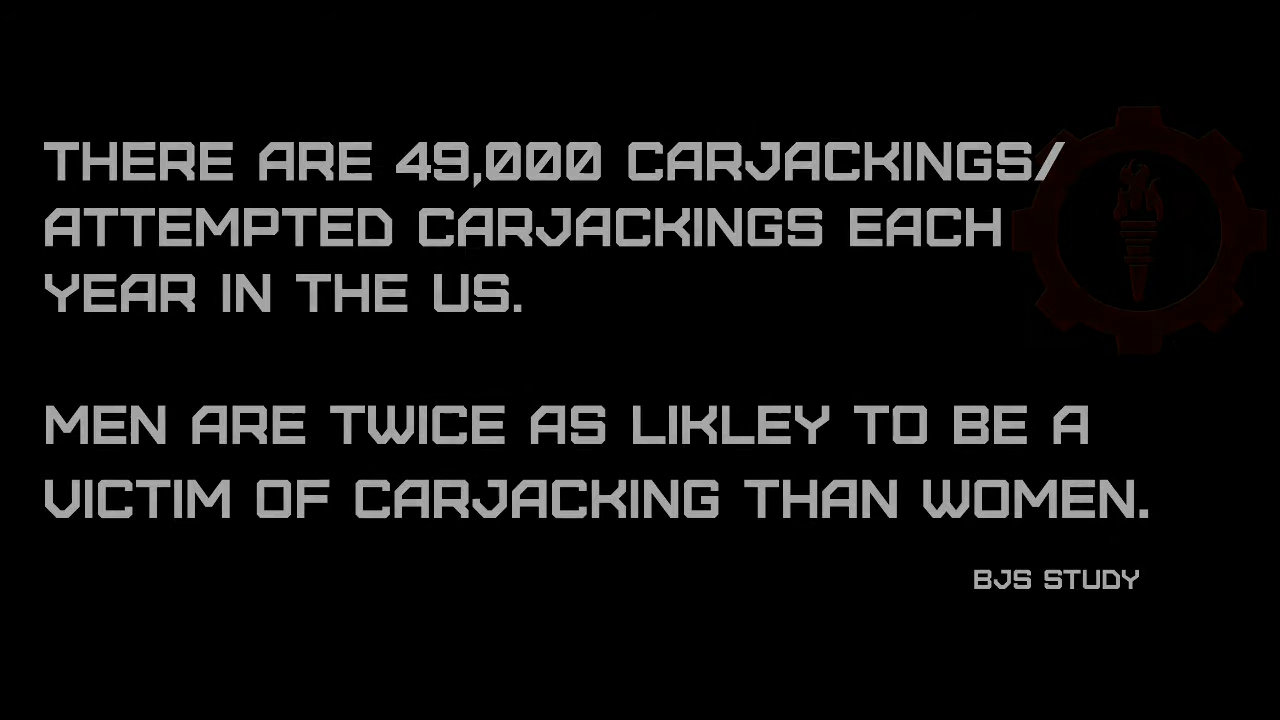 THERE ARE 49,000 CARJACKINGS/
ATTEMPTED CARJACKINGS EACH
YEAR IN THE US.
MEN ARE TWICE AS LIKLEY TO BE A
VICTIM OF CARJACKING THAN WOMEN.
BJS STUDY